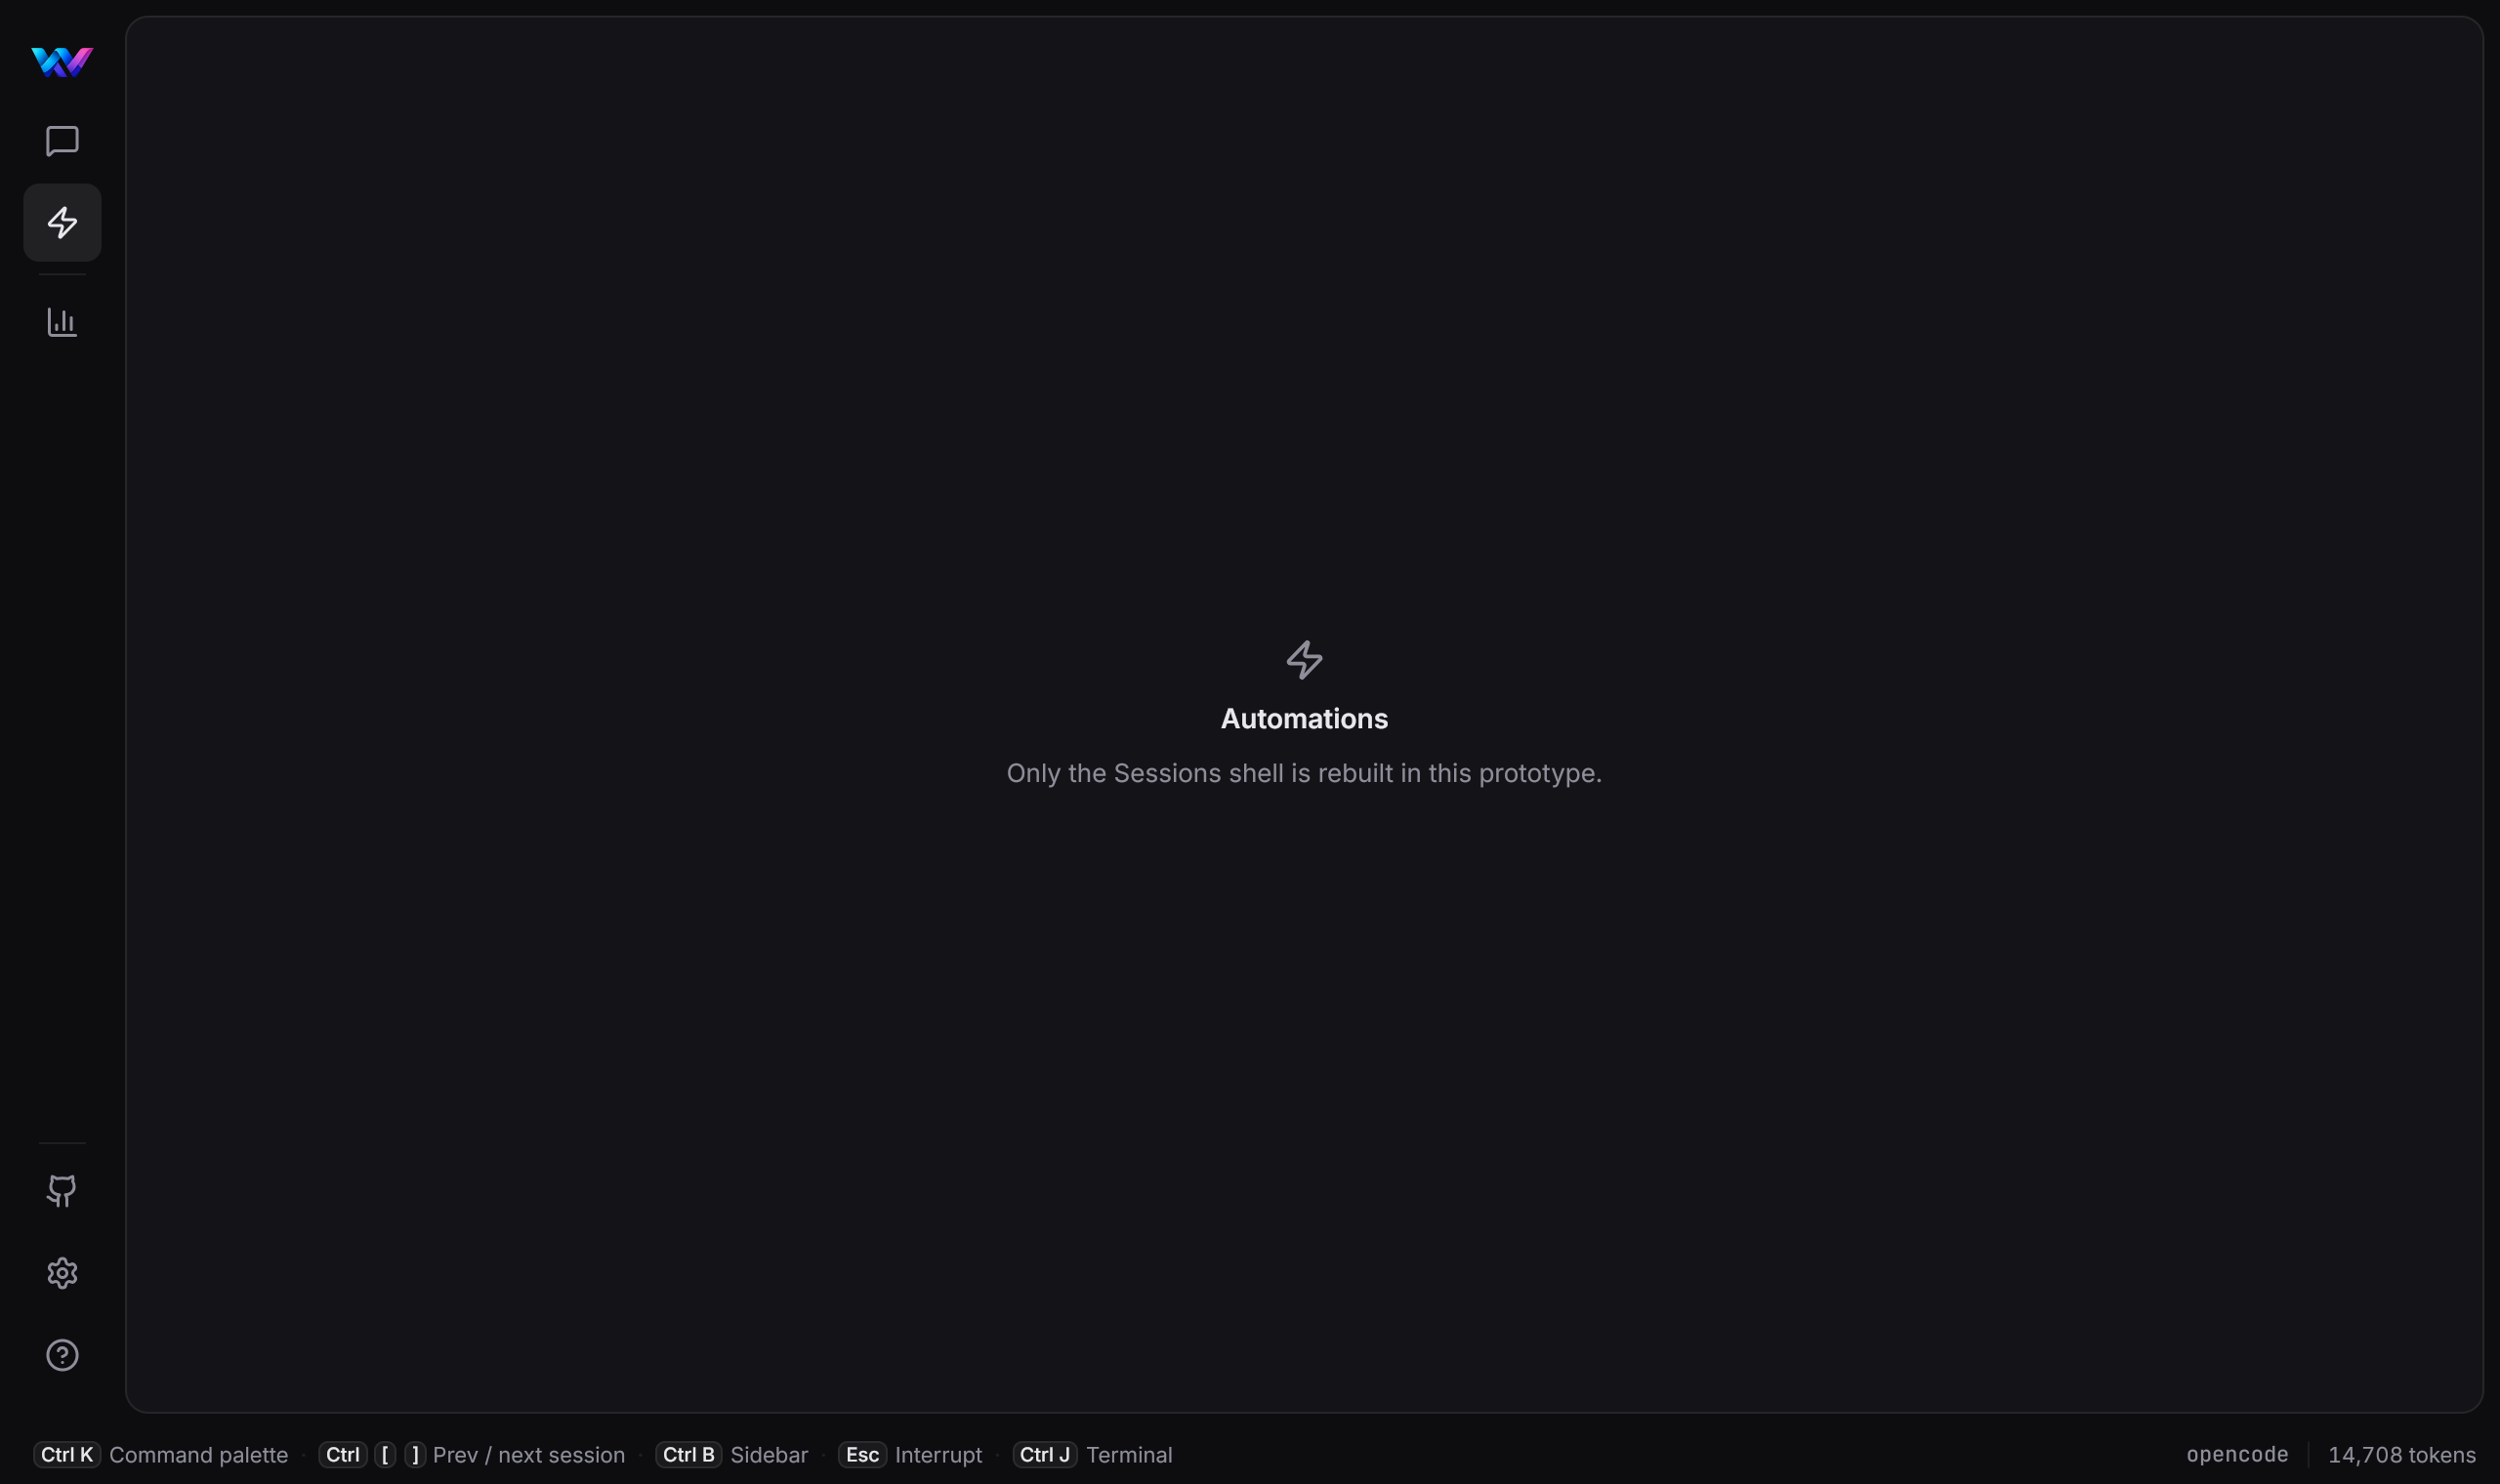 Automations
Only the Sessions shell is rebuilt in this prototype.
Ctrl K Command palette · Ctrl [ ] Prev / next session · Ctrl B Sidebar · Esc Interrupt · Ctrl J Terminal
opencode 14,708 tokens